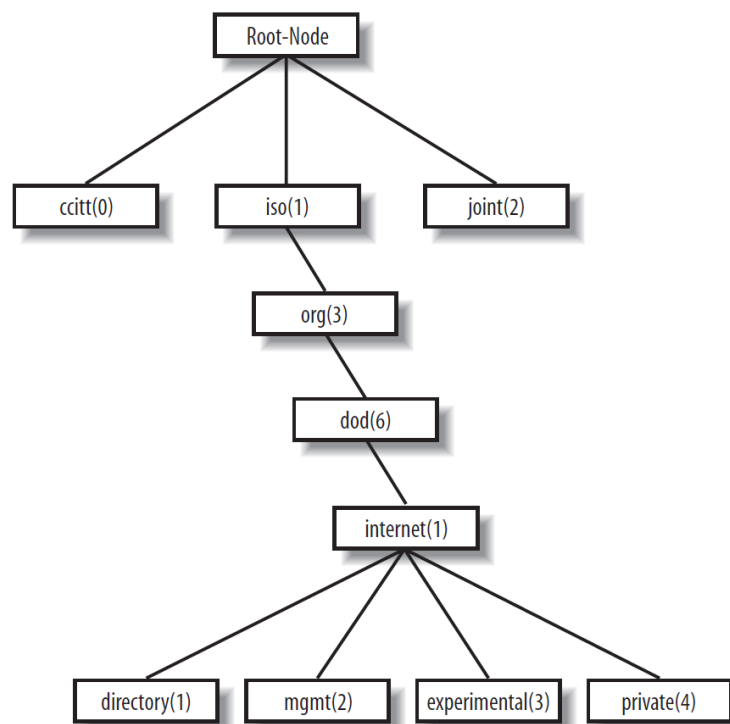 Root-Node
ccitt(0)
iso(1)
joint(2)
org(3)
dod(6)
internet(1)
directory(1)
mgmt(2)
experimental(3)
private(4)